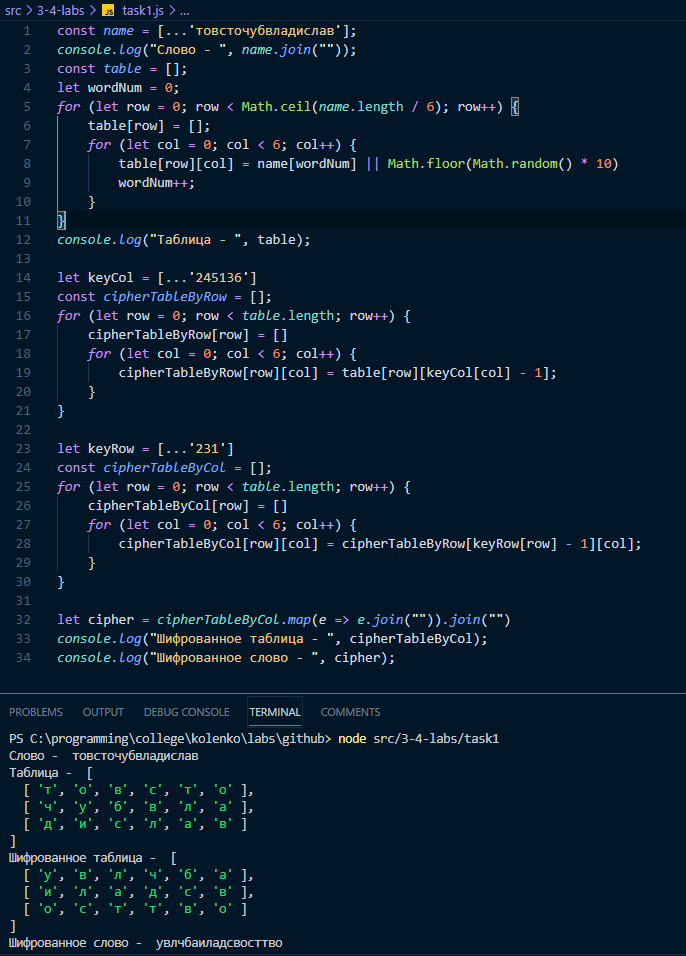 src > 3-4-labs > JS task1.js > ...
1 const name = [...'товсточубвладислав'];
2 console.log("Слово - ", name.join(""));
3 const table = [];
4 let wordNum = 0;
5 for (let row = 0; row < Math.ceil(name.length / 6); row++) {
6 table[row] = [];
7 for (let col = 0; col < 6; col++) {
8 table[row][col] = name[wordNum] || Math.floor(Math.random() * 10)
9 wordNum++;
10 }
11 }
12 console.log("Таблица - ", table);
13
14 let keyCol = [...'245136']
15 const cipherTableByRow = [];
16 for (let row = 0; row < table.length; row++) {
17 cipherTableByRow[row] = []
18 for (let col = 0; col < 6; col++) {
19 cipherTableByRow[row][col] = table[row][keyCol[col] - 1];
20 }
21 }
22
23 let keyRow = [...'231']
24 const cipherTableByCol = [];
25 for (let row = 0; row < table.length; row++) {
26 cipherTableByCol[row] = []
27 for (let col = 0; col < 6; col++) {
28 cipherTableByCol[row][col] = cipherTableByRow[keyRow[row] - 1][col];
29 }
30 }
31
32 let cipher = cipherTableByCol.map(e => e.join("")).join("")
33 console.log("Шифрованное таблица - ", cipherTableByCol);
34 console.log("Шифрованное слово - ", cipher);
PROBLEMS OUTPUT DEBUG CONSOLE TERMINAL COMMENTS
PS C:\programming\college\kolenko\labs\github> node src/3-4-labs/task1
Слово -  товсточубвладислав
Таблица -  [
[ 'т', 'о', 'в', 'с', 'т', 'о' ],
[ 'ч', 'у', 'б', 'в', 'л', 'а' ],
[ 'д', 'и', 'с', 'л', 'а', 'в' ]
]
Шифрованное таблица -  [
[ 'у', 'в', 'л', 'ч', 'б', 'а' ],
[ 'и', 'л', 'а', 'д', 'с', 'в' ],
[ 'о', 'с', 'т', 'т', 'в', 'о' ]
]
Шифрованное слово -  увлчбаиладсвосттво